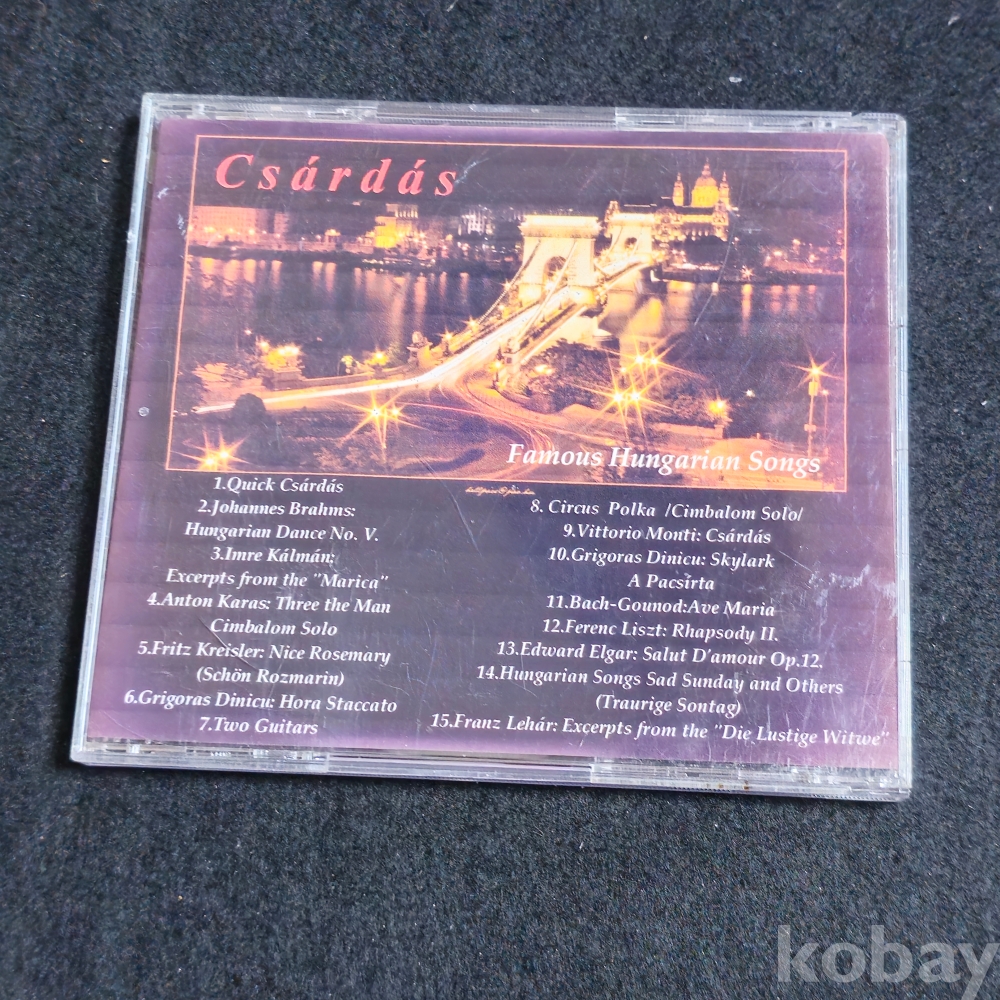 Csárdás
Famous Hungarian Songs
1.Quick Csárdás
2.Johannes Brahms:
Hungarian Dance No. V.
3.Imre Kálmán:
Excerpts from the "Marica"
4.Anton Karas: Three the Man
Cimbalom Solo
5.Fritz Kreisler: Nice Rosemary
(Schön Rozmarin)
6.Grigoras Dinicu: Hora Staccato
7.Two Guitars
8. Circus Polka /Cimbalom Solo/
9.Vittorio Monti: Csárdás
10.Grigoras Dinicu: Skylark
A Pacsirta
11.Bach-Gounod:Ave Maria
12.Ferenc Liszt: Rhapsody II.
13.Edward Elgar: Salut D'amour Op.12.
14.Hungarian Songs Sad Sunday and Others
(Traurige Sontag)
15.Franz Lehár: Excerpts from the "Die Lustige Witwe"
kobay